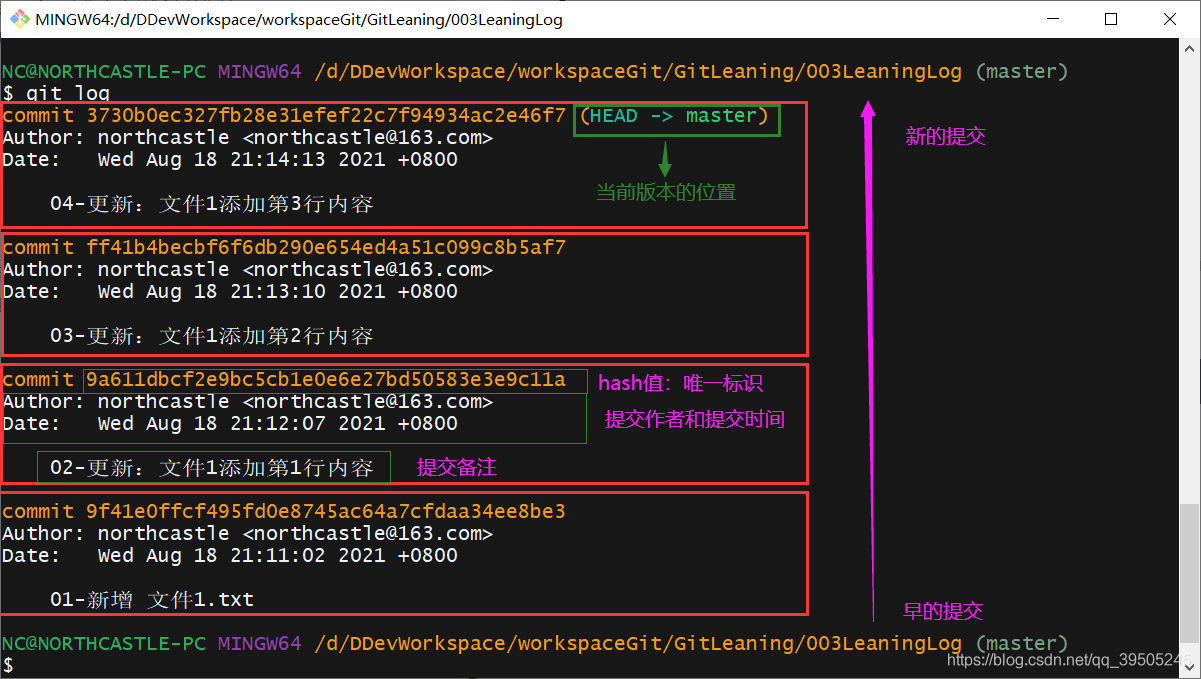 MINGW64:/d/DDevWorkspace/workspaceGit/GitLeaning/003LeaningLog
NC@NORTHCASTLE-PC MINGW64 /d/DDevWorkspace/workspaceGit/GitLeaning/003LeaningLog (master)
$ git log
commit 3730b0ec327fb28e31efef22c7f94934ac2e46f7 (HEAD -> master)
Author: northcastle <northcastle@163.com>
新的提交
Date:   Wed Aug 18 21:14:13 2021 +0800
当前版本的位置
04-更新：文件1添加第3行内容
commit ff41b4becbf6f6db290e654ed4a51c099c8b5af7
Author: northcastle <northcastle@163.com>
Date:   Wed Aug 18 21:13:10 2021 +0800
03-更新：文件1添加第2行内容
commit 9a611dbcf2e9bc5cb1e0e6e27bd50583e3e9c11a hash值：唯一标识
Author: northcastle <northcastle@163.com>
提交作者和提交时间
Date:   Wed Aug 18 21:12:07 2021 +0800
02-更新：文件1添加第1行内容 提交备注
commit 9f41e0ffcf495fd0e8745ac64a7cfdaa34ee8be3
Author: northcastle <northcastle@163.com>
Date:   Wed Aug 18 21:11:02 2021 +0800
01-新增 文件1.txt
早的提交
NC@NORTHCASTLE-PC MINGW64 /d/DDevWorkspace/workspaceGit/GitLeaning/003LeaningLog (master)
$
https://blog.csdn.net/qq_39505245